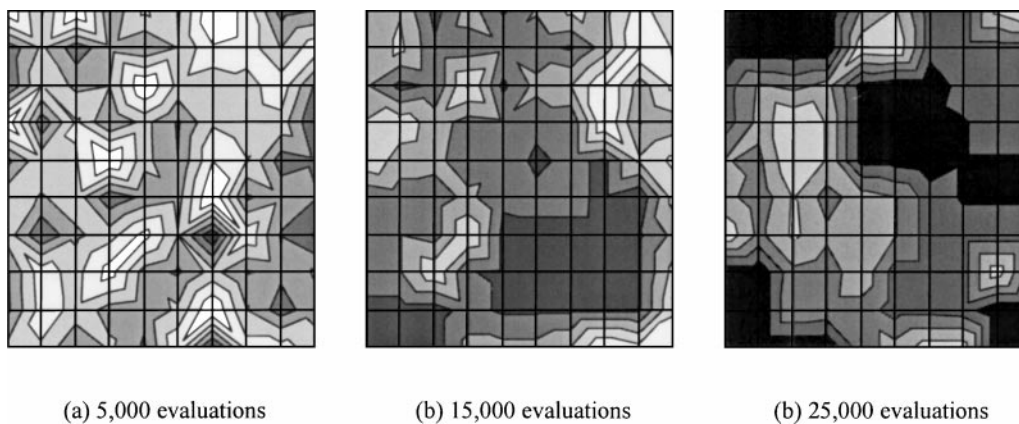 (a) 5,000 evaluations
(b) 15,000 evaluations
(b) 25,000 evaluations